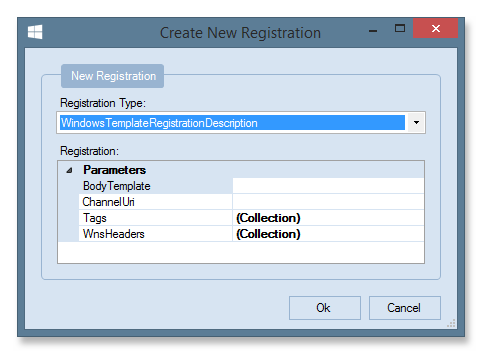 Create New Registration
New Registration
Registration Type:
WindowsTemplateRegistrationDescription
Registration:
Parameters
BodyTemplate
ChannelUri
Tags (Collection)
WnsHeaders (Collection)
Ok Cancel